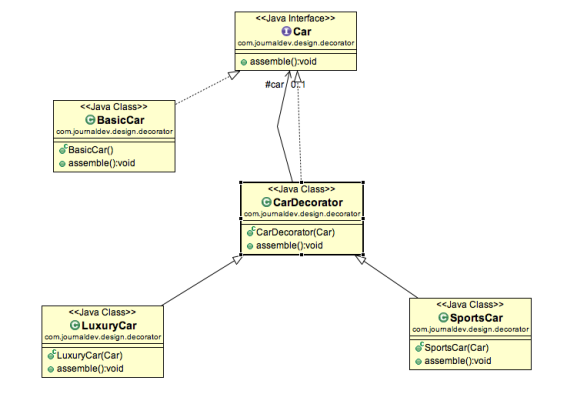 <<Java Interface>>
Car
com.journaldev.design.decorator
assemble():void
#car 0..1
<<Java Class>>
BasicCar
com.journaldev.design.decorator
BasicCar()
assemble():void
<<Java Class>>
CarDecorator
com.journaldev.design.decorator
CarDecorator(Car)
assemble():void
<<Java Class>>
LuxuryCar
com.journaldev.design.decorator
LuxuryCar(Car)
assemble():void
<<Java Class>>
SportsCar
com.journaldev.design.decorator
SportsCar(Car)
assemble():void